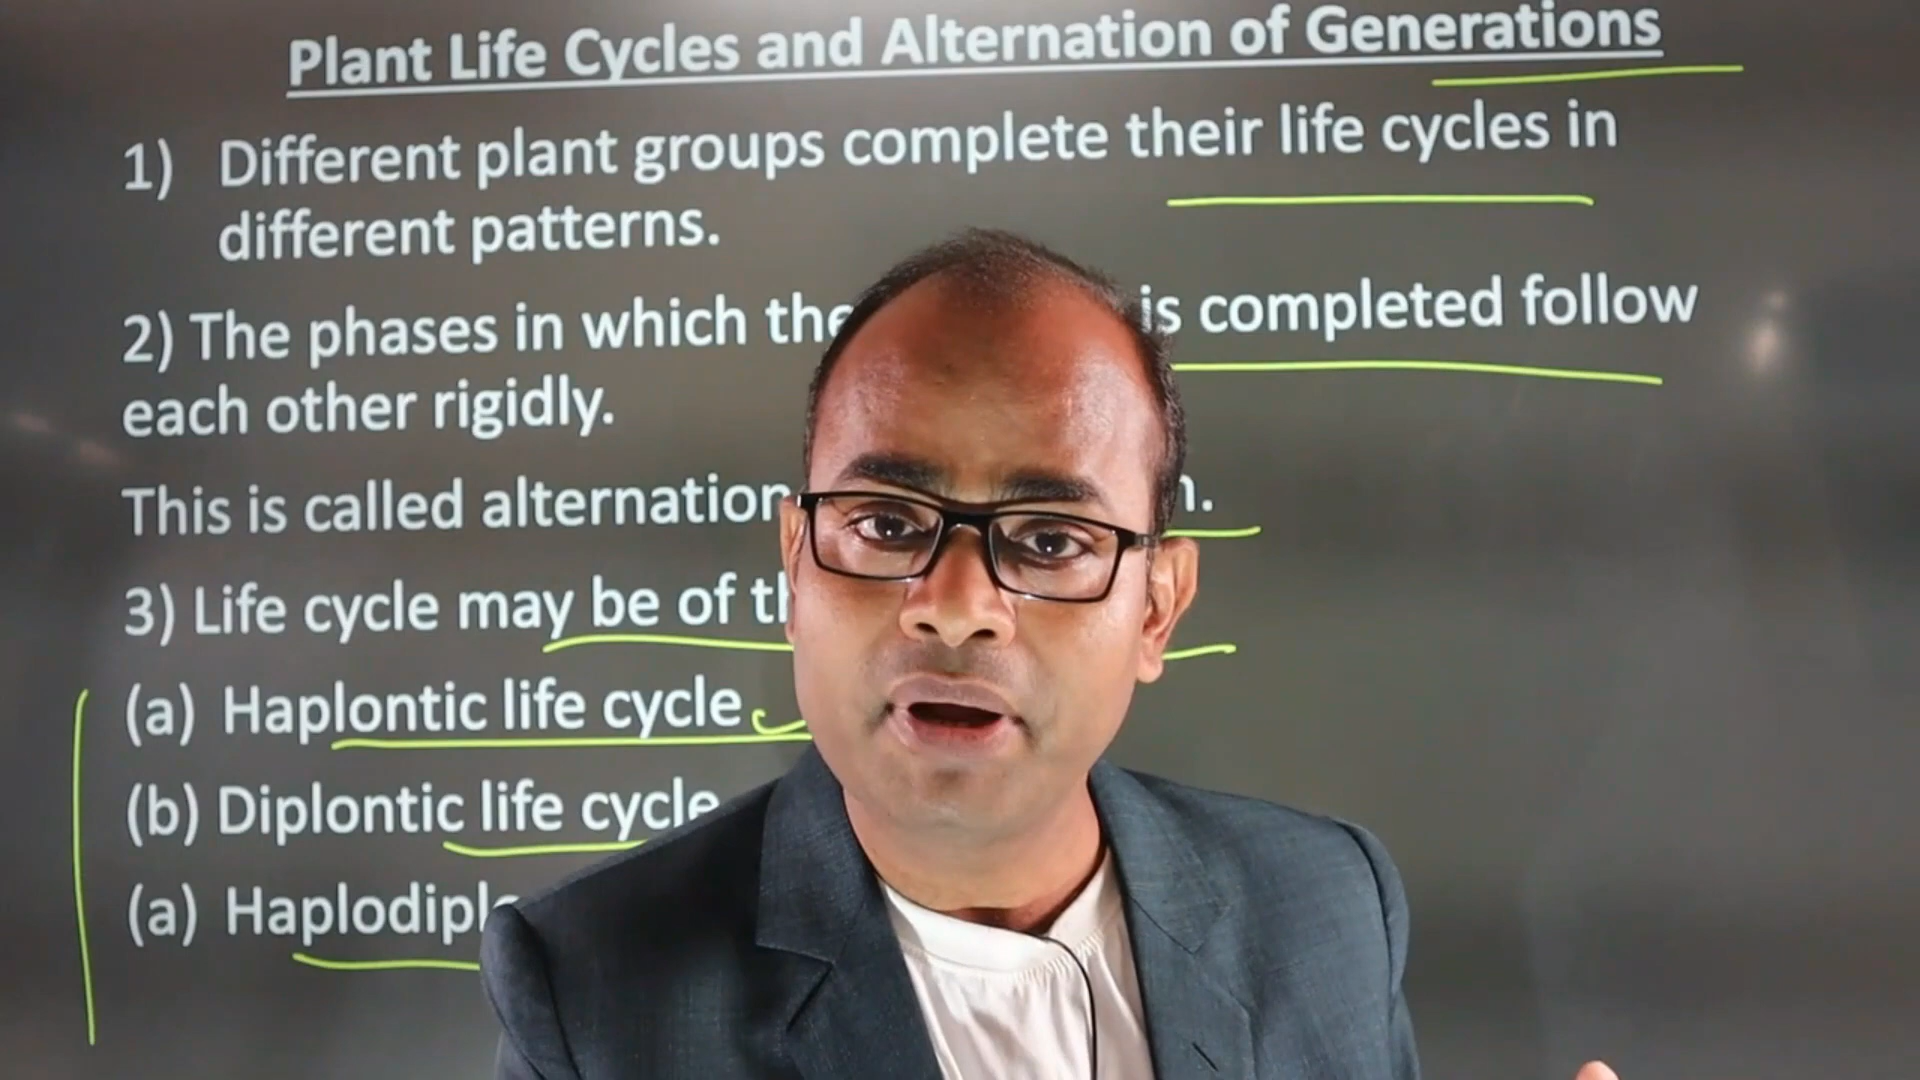 Plant Life Cycles and Alternation of Generations
1) Different plant groups complete their life cycles in
different patterns.
2) The phases in which the is completed follow
each other rigidly.
This is called alternation
3) Life cycle may be of
(a) Haplontic life cycle
(b) Diplontic life cycle
(a)